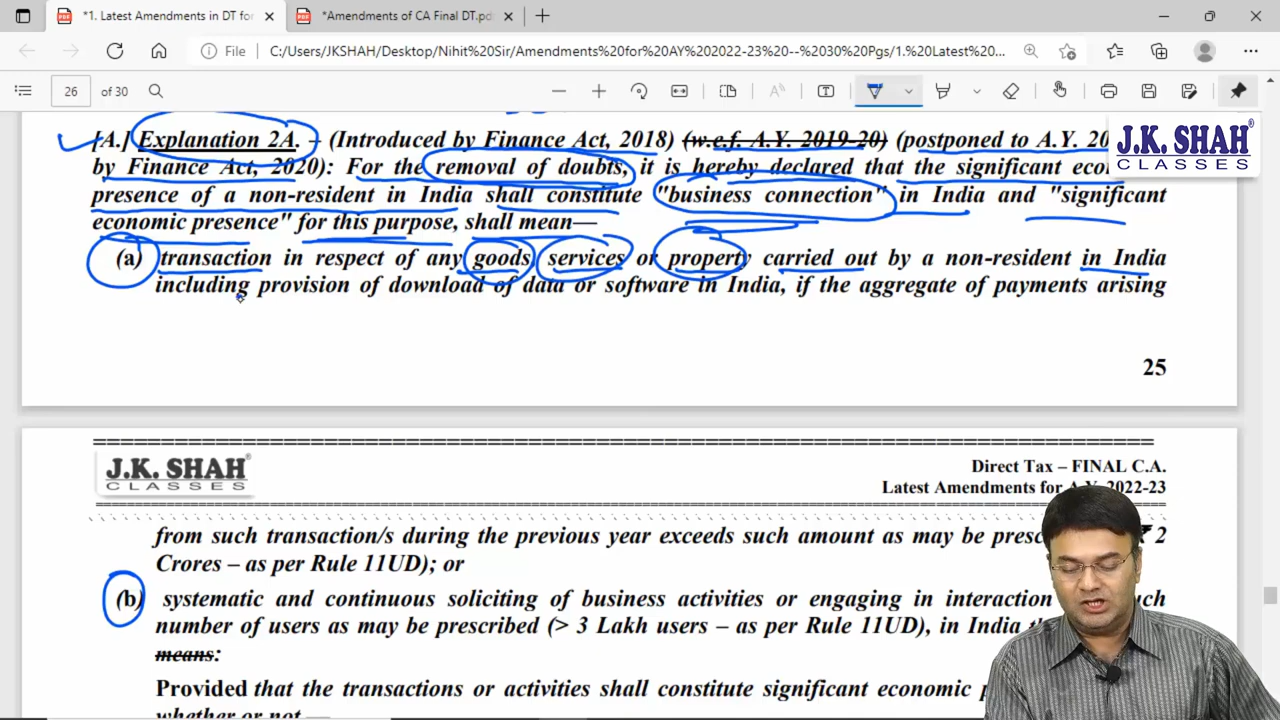 *1. Latest Amendments in DT for
*Amendments of CA Final DT.pdf
File
C:/Users/JKSHAH/Desktop/Nihit%20Sir/Amendments%20for%20AY%202022-23%20--%2030%20Pgs/1.%20Latest%20...
26 of 30
J.K. SHAH®
CLASSES
[A.] Explanation 2A. – (Introduced by Finance Act, 2018) (w.e.f. A.Y. 2019-20) (postponed to A.Y.
by Finance Act, 2020): For the removal of doubts, it is hereby declared that the significant
presence of a non-resident in India shall constitute "business connection" in India and "significant
economic presence" for this purpose, shall mean—
(a) transaction in respect of any goods, services or property carried out by a non-resident in India
including provision of download of data or software in India, if the aggregate of payments arising
25
J.K. SHAH®
CLASSES
Direct Tax – FINAL C.A.
Latest Amendments for A.Y. 2022-23
from such transaction/s during the previous year exceeds such amount as may be 2
Crores – as per Rule 11UD); or
(b) systematic and continuous soliciting of business activities or engaging in interaction
number of users as may be prescribed (> 3 Lakh users – as per Rule 11UD), in India
means:
Provided that the transactions or activities shall constitute significant economic
whether or not —